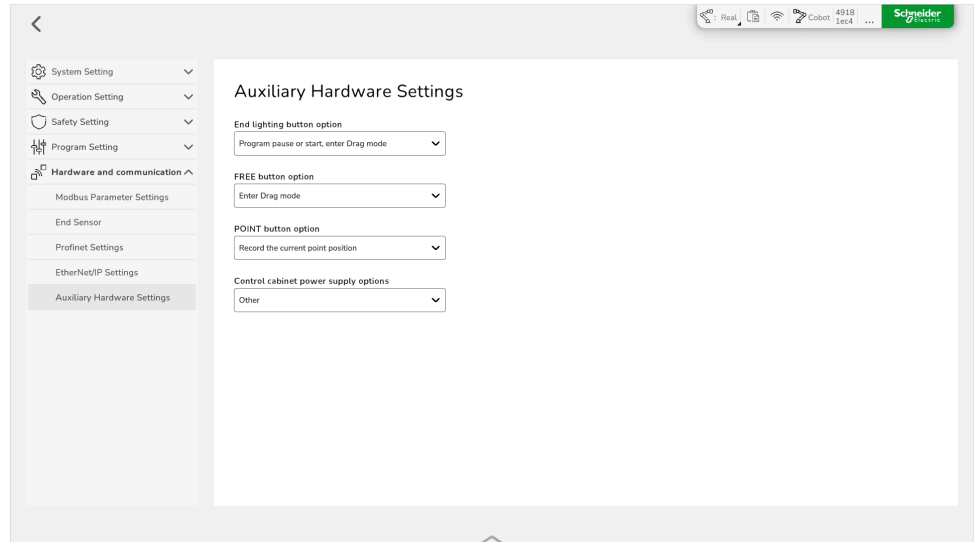 : Real
Cobot
4918
1ec4
...
Schneider
Electric
System Setting
Operation Setting
Safety Setting
Program Setting
Hardware and communication
Modbus Parameter Settings
End Sensor
Profinet Settings
EtherNet/IP Settings
Auxiliary Hardware Settings
Auxiliary Hardware Settings
End lighting button option
Program pause or start, enter Drag mode
FREE button option
Enter Drag mode
POINT button option
Record the current point position
Control cabinet power supply options
Other